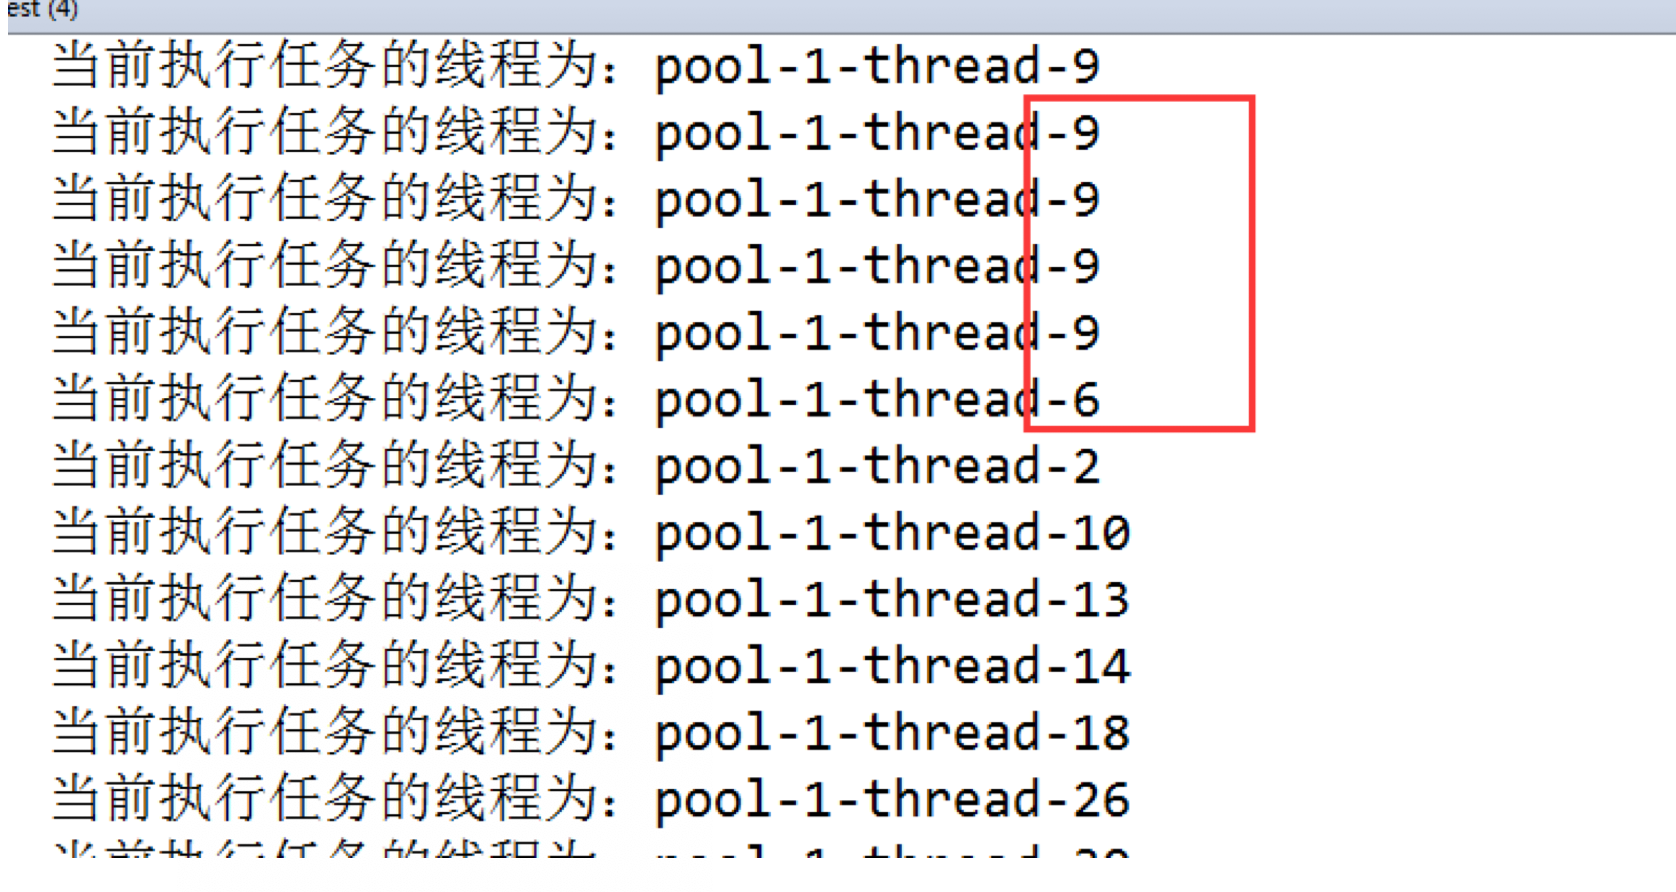 est (4)
当前执行任务的线程为：pool-1-thread-9
当前执行任务的线程为：pool-1-thread-9
当前执行任务的线程为：pool-1-thread-9
当前执行任务的线程为：pool-1-thread-9
当前执行任务的线程为：pool-1-thread-9
当前执行任务的线程为：pool-1-thread-6
当前执行任务的线程为：pool-1-thread-2
当前执行任务的线程为：pool-1-thread-10
当前执行任务的线程为：pool-1-thread-13
当前执行任务的线程为：pool-1-thread-14
当前执行任务的线程为：pool-1-thread-18
当前执行任务的线程为：pool-1-thread-26